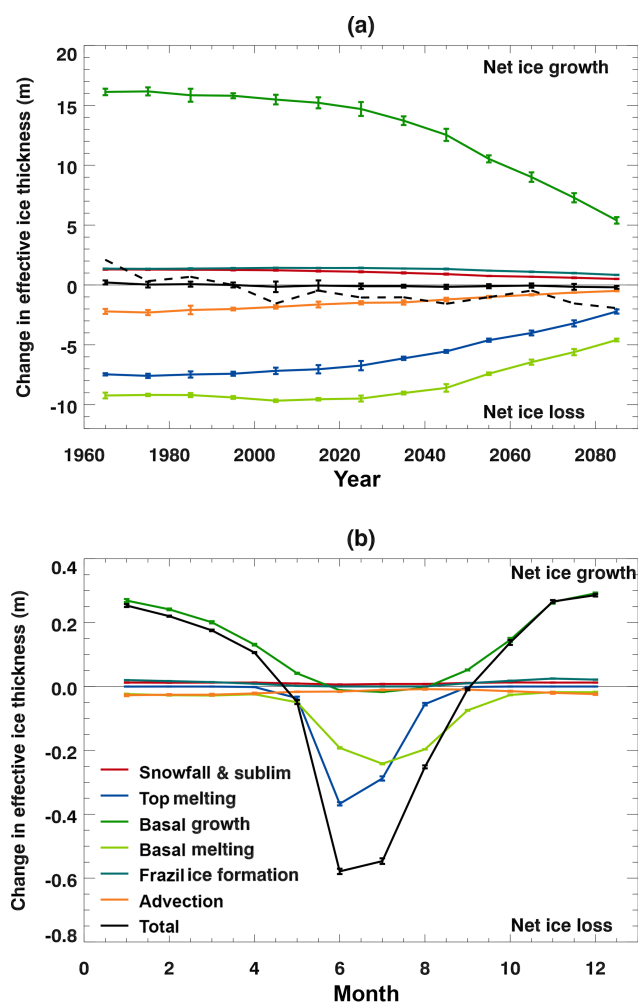 (a)
Change in effective ice thickness (m)
20
15
10
5
0
-5
-10
Net ice growth
Net ice loss
1960 1980 2000 2020 2040 2060 2080
Year
(b)
Change in effective ice thickness (m)
0.4
0.2
0.0
-0.2
-0.4
-0.6
-0.8
Net ice growth
Snowfall & sublim
Top melting
Basal growth
Basal melting
Frazil ice formation
Advection
Total
Net ice loss
0 2 4 6 8 10 12
Month